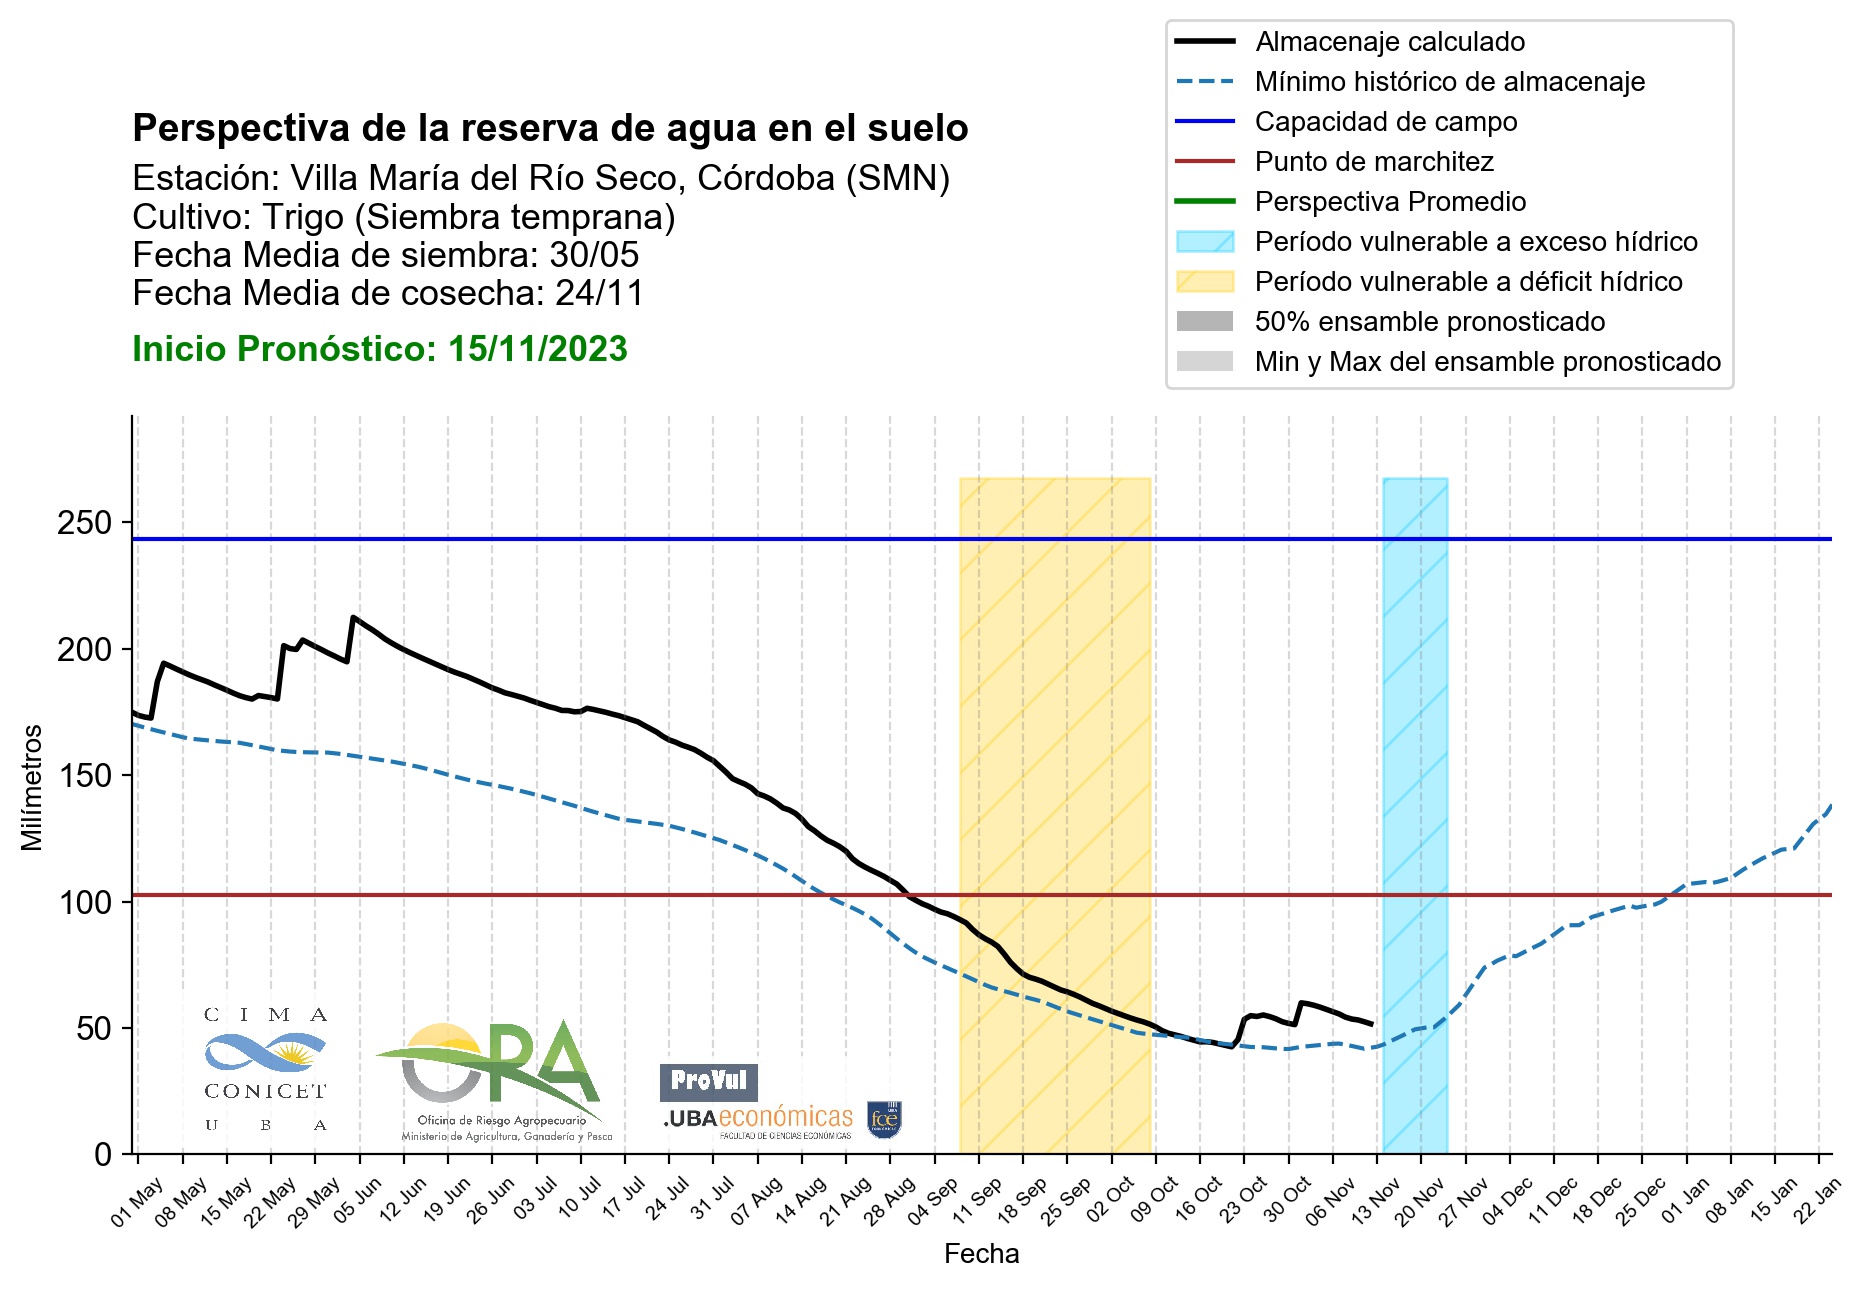 Almacenaje calculado
Mínimo histórico de almacenaje
Capacidad de campo
Punto de marchitez
Perspectiva Promedio
Período vulnerable a exceso hídrico
Período vulnerable a déficit hídrico
50% ensamble pronosticado
Min y Max del ensamble pronosticado
Perspectiva de la reserva de agua en el suelo
Estación: Villa María del Río Seco, Córdoba (SMN)
Cultivo: Trigo (Siembra temprana)
Fecha Media de siembra: 30/05
Fecha Media de cosecha: 24/11
Inicio Pronóstico: 15/11/2023
250
200
150
100
50
0
Milímetros
CIMA
CONICET
UBA
ORA
Oficina de Riesgo Agropecuario
Ministerio de Agricultura, Ganadería y Pesca
ProVul
.UBAeconómicas
FACULTAD DE CIENCIAS ECONÓMICAS
fce
01 May
08 May
15 May
22 May
29 May
05 Jun
12 Jun
19 Jun
26 Jun
03 Jul
10 Jul
17 Jul
24 Jul
31 Jul
07 Aug
14 Aug
21 Aug
28 Aug
04 Sep
11 Sep
18 Sep
25 Sep
02 Oct
09 Oct
16 Oct
23 Oct
30 Oct
06 Nov
13 Nov
20 Nov
27 Nov
04 Dec
11 Dec
18 Dec
25 Dec
01 Jan
08 Jan
15 Jan
22 Jan
Fecha